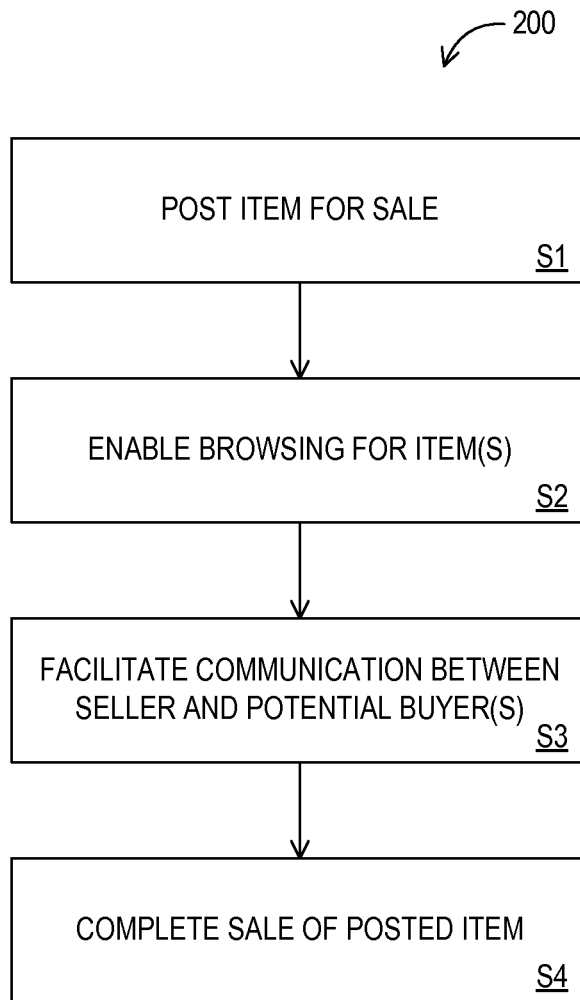 200
POST ITEM FOR SALE
S1
ENABLE BROWSING FOR ITEM(S)
S2
FACILITATE COMMUNICATION BETWEEN
SELLER AND POTENTIAL BUYER(S)
S3
COMPLETE SALE OF POSTED ITEM
S4